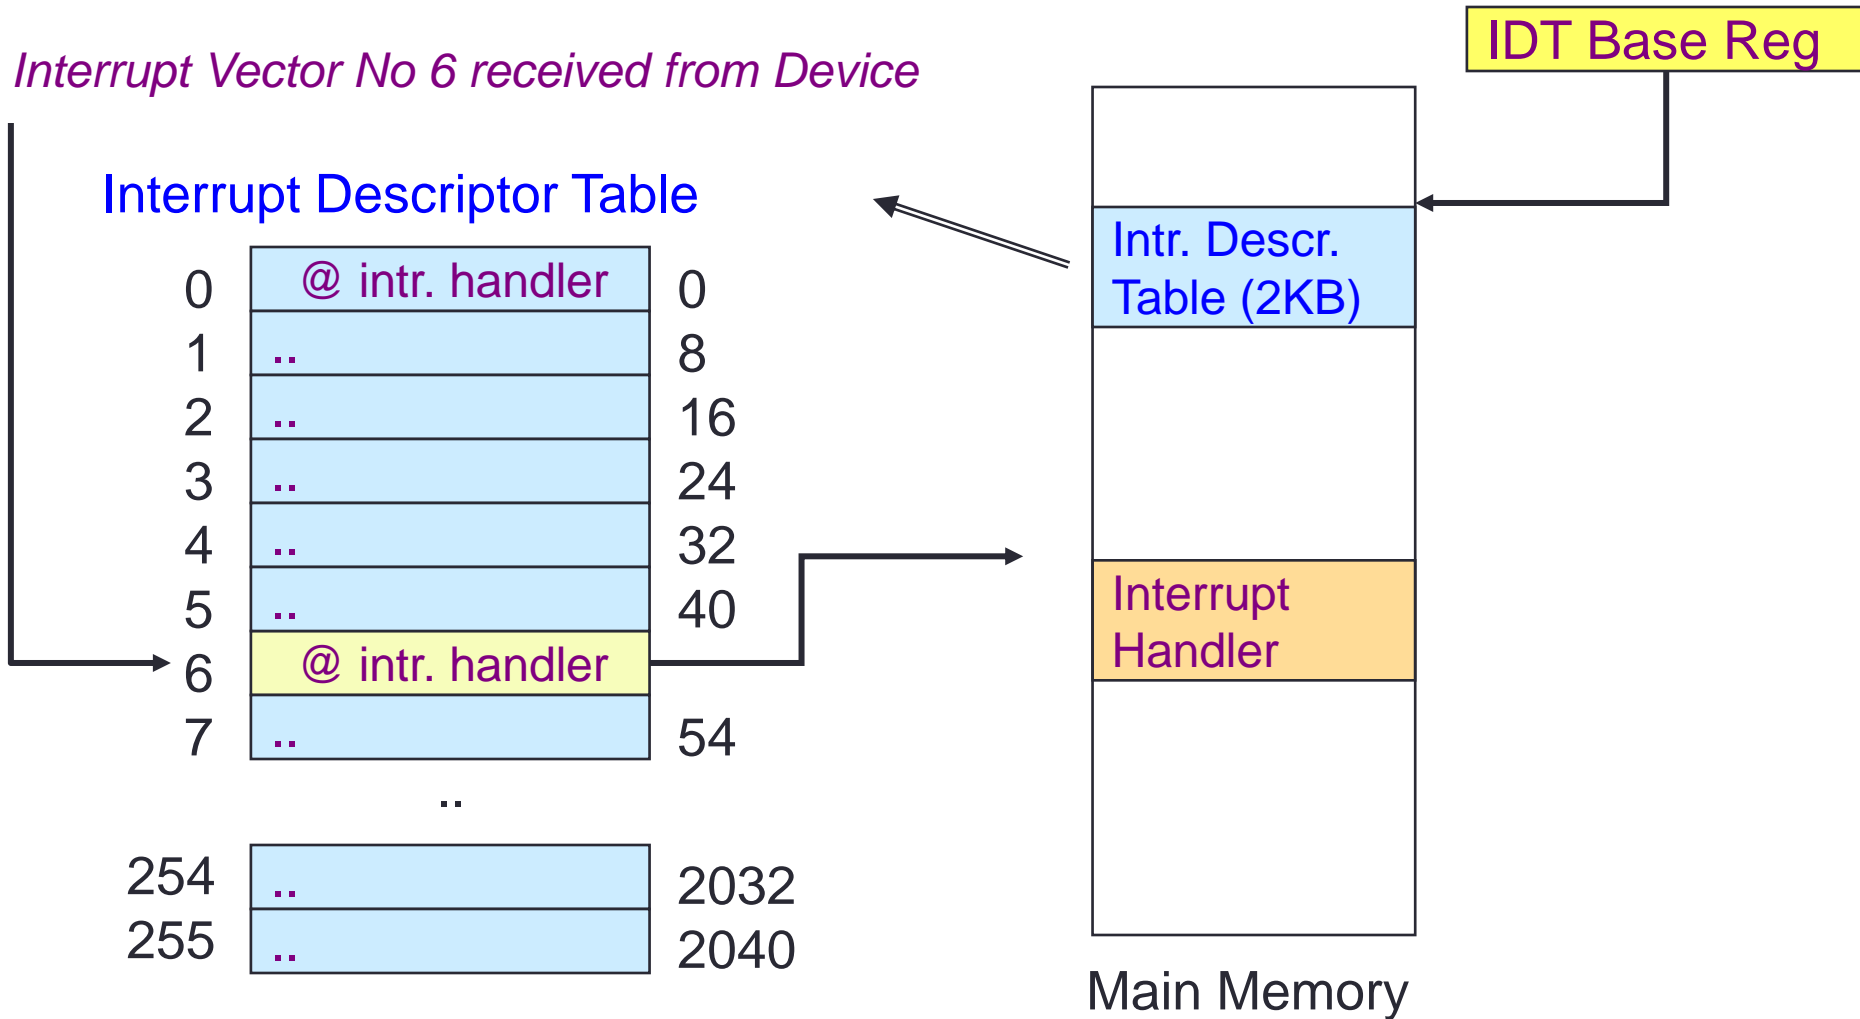 IDT Base Reg
Interrupt Vector No 6 received from Device
Interrupt Descriptor Table
0 @ intr. handler 0
1 .. 8
2 .. 16
3 .. 24
4 .. 32
5 .. 40
6 @ intr. handler
7 .. 54
..
254 .. 2032
255 .. 2040
Intr. Descr.
Table (2KB)
Interrupt
Handler
Main Memory